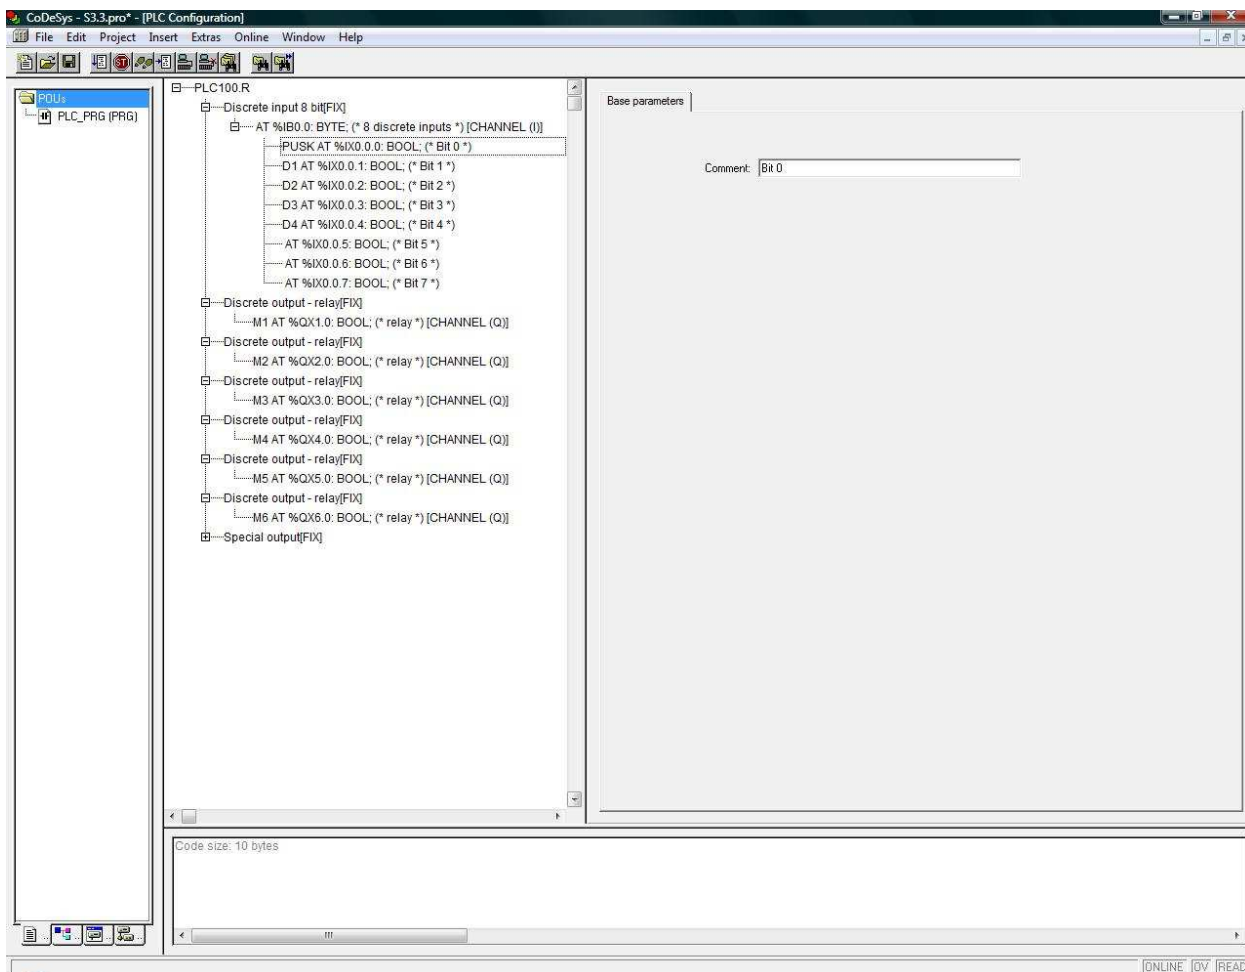 CoDeSys - S3.3.pro* - [PLC Configuration]
File Edit Project Insert Extras Online Window Help
POUs
PLC_PRG (PRG)
PLC100.R
Discrete input 8 bit[FIX]
AT %IB0.0: BYTE; (* 8 discrete inputs *) [CHANNEL (I)]
PUSK AT %IX0.0.0: BOOL; (* Bit 0 *)
D1 AT %IX0.0.1: BOOL; (* Bit 1 *)
D2 AT %IX0.0.2: BOOL; (* Bit 2 *)
D3 AT %IX0.0.3: BOOL; (* Bit 3 *)
D4 AT %IX0.0.4: BOOL; (* Bit 4 *)
AT %IX0.0.5: BOOL; (* Bit 5 *)
AT %IX0.0.6: BOOL; (* Bit 6 *)
AT %IX0.0.7: BOOL; (* Bit 7 *)
Discrete output - relay[FIX]
M1 AT %QX1.0: BOOL; (* relay *) [CHANNEL (Q)]
Discrete output - relay[FIX]
M2 AT %QX2.0: BOOL; (* relay *) [CHANNEL (Q)]
Discrete output - relay[FIX]
M3 AT %QX3.0: BOOL; (* relay *) [CHANNEL (Q)]
Discrete output - relay[FIX]
M4 AT %QX4.0: BOOL; (* relay *) [CHANNEL (Q)]
Discrete output - relay[FIX]
M5 AT %QX5.0: BOOL; (* relay *) [CHANNEL (Q)]
Discrete output - relay[FIX]
M6 AT %QX6.0: BOOL; (* relay *) [CHANNEL (Q)]
Special output[FIX]
Base parameters
Comment: Bit 0
Code size: 10 bytes
ONLINE OV READ